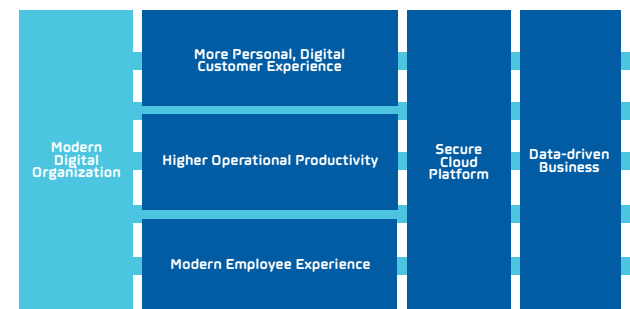 Modern
Digital
Organization
More Personal, Digital
Customer Experience
Higher Operational Productivity
Modern Employee Experience
Secure
Cloud
Platform
Data-driven
Business